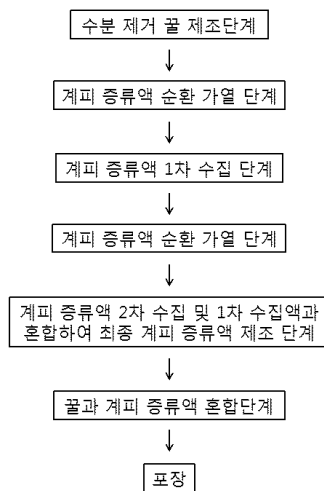 수분 제거 꿀 제조단계
계피 증류액 순환 가열 단계
계피 증류액 1차 수집 단계
계피 증류액 순환 가열 단계
계피 증류액 2차 수집 및 1차 수집액과
혼합하여 최종 계피 증류액 제조 단계
꿀과 계피 증류액 혼합단계
포장